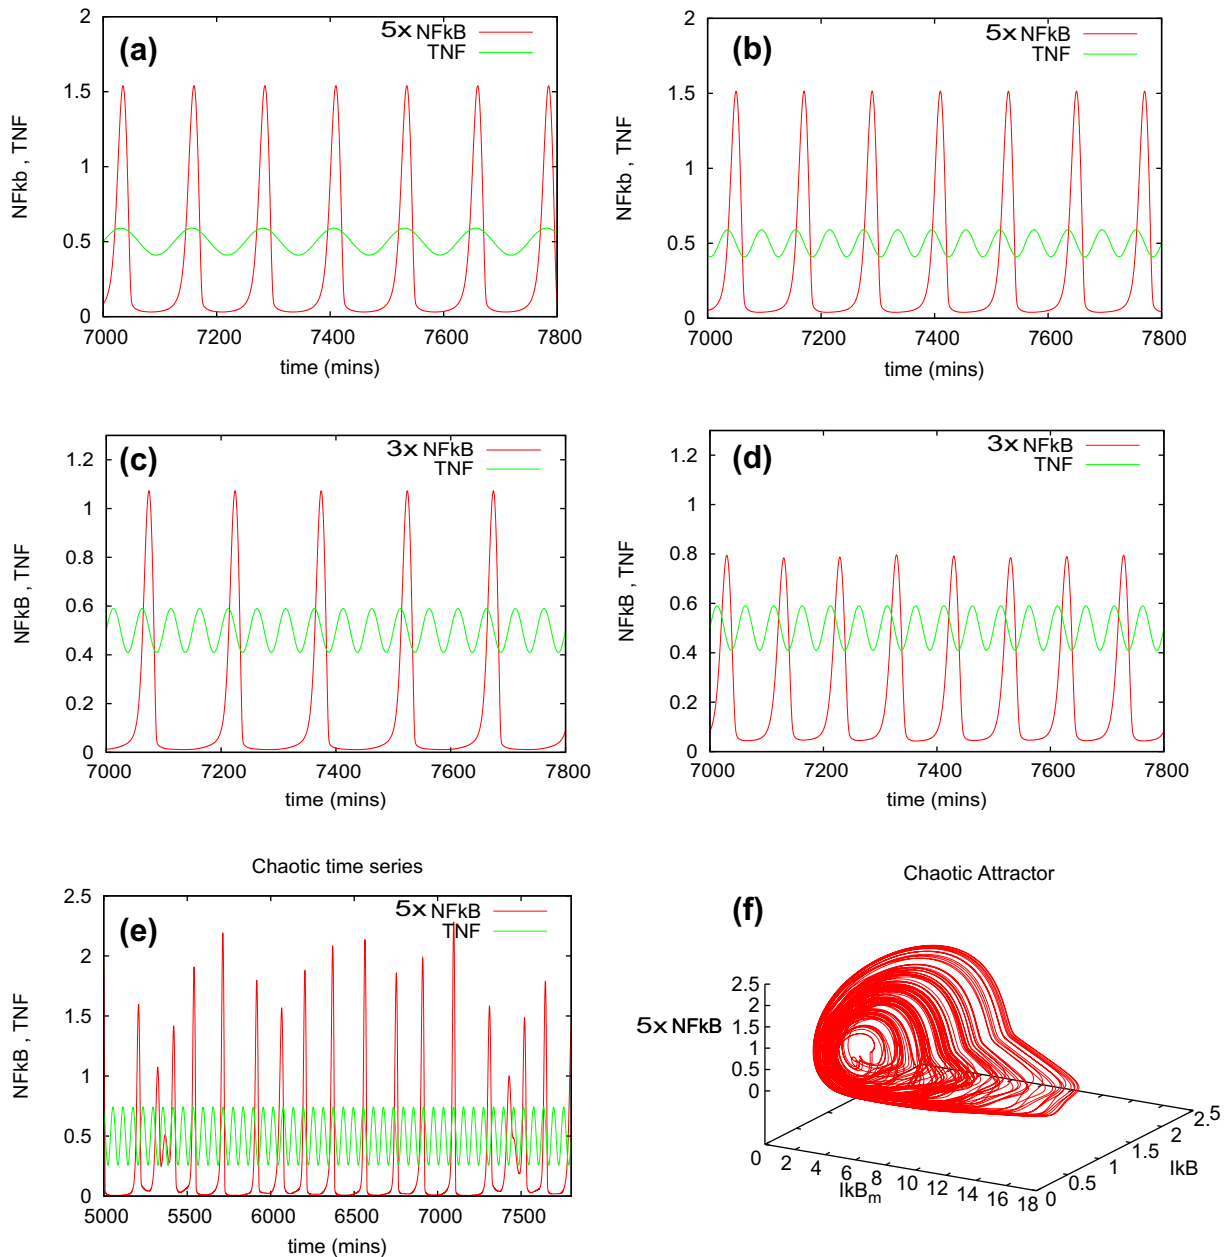 (a)
5x NFkB
TNF
2
1.5
1
0.5
0
NFkb , TNF
7000 7200 7400 7600 7800
time (mins)
(b)
5x NFkB
TNF
2
1.5
1
0.5
0
NFkb , TNF
7000 7200 7400 7600 7800
time (mins)
(c)
3x NFkB
TNF
1.2
1
0.8
0.6
0.4
0.2
0
NFkB , TNF
7000 7200 7400 7600 7800
time (mins)
(d)
3x NFkB
TNF
1.2
1
0.8
0.6
0.4
0.2
0
NFkB , TNF
7000 7200 7400 7600 7800
time (mins)
Chaotic time series
(e)
5x NFkB
TNF
2.5
2
1.5
1
0.5
0
NFkB , TNF
5000 5500 6000 6500 7000 7500
time (mins)
Chaotic Attractor
(f)
2.5
2
1.5
1
0.5
0
5x NFkB
0 2 4 6 8 10 12 14 16 18
IkBm
0 0.5 1 1.5 2 2.5
IkB